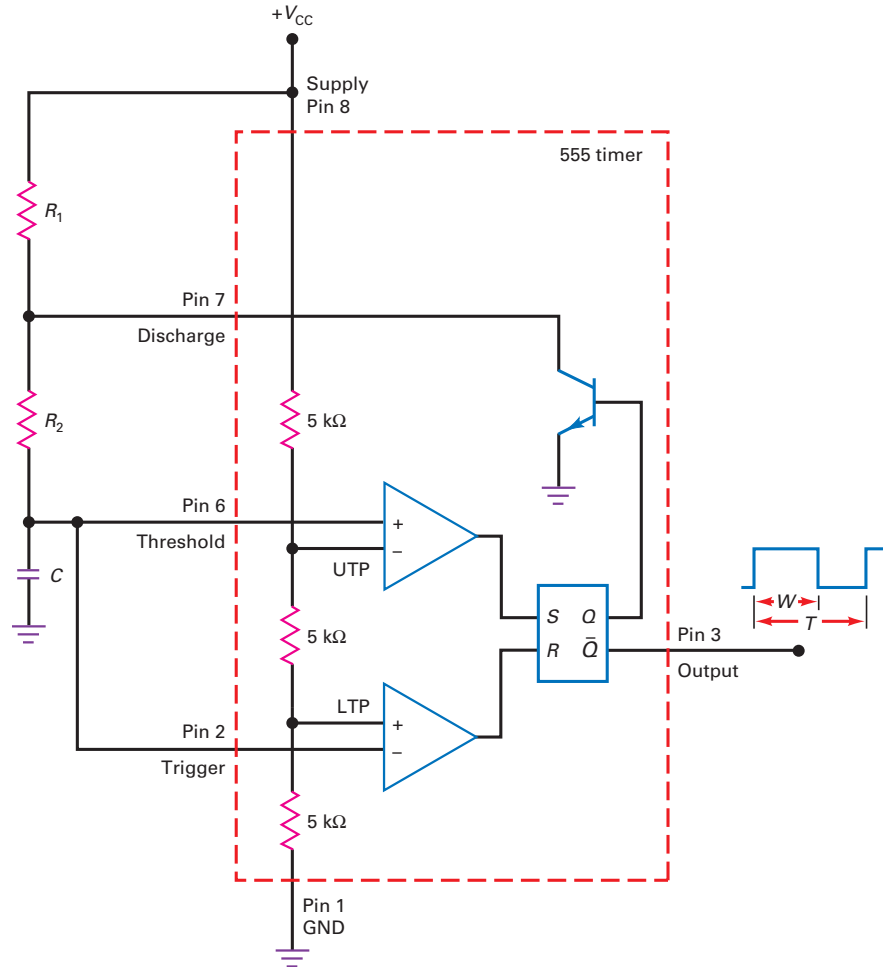 +VCC
Supply
Pin 8
555 timer
R1
Pin 7
Discharge
R2
5 kΩ
Pin 6
Threshold
+
−
UTP
C
5 kΩ
S Q
R Q̄
Pin 3
Output
W
T
LTP
+
−
Pin 2
Trigger
5 kΩ
Pin 1
GND